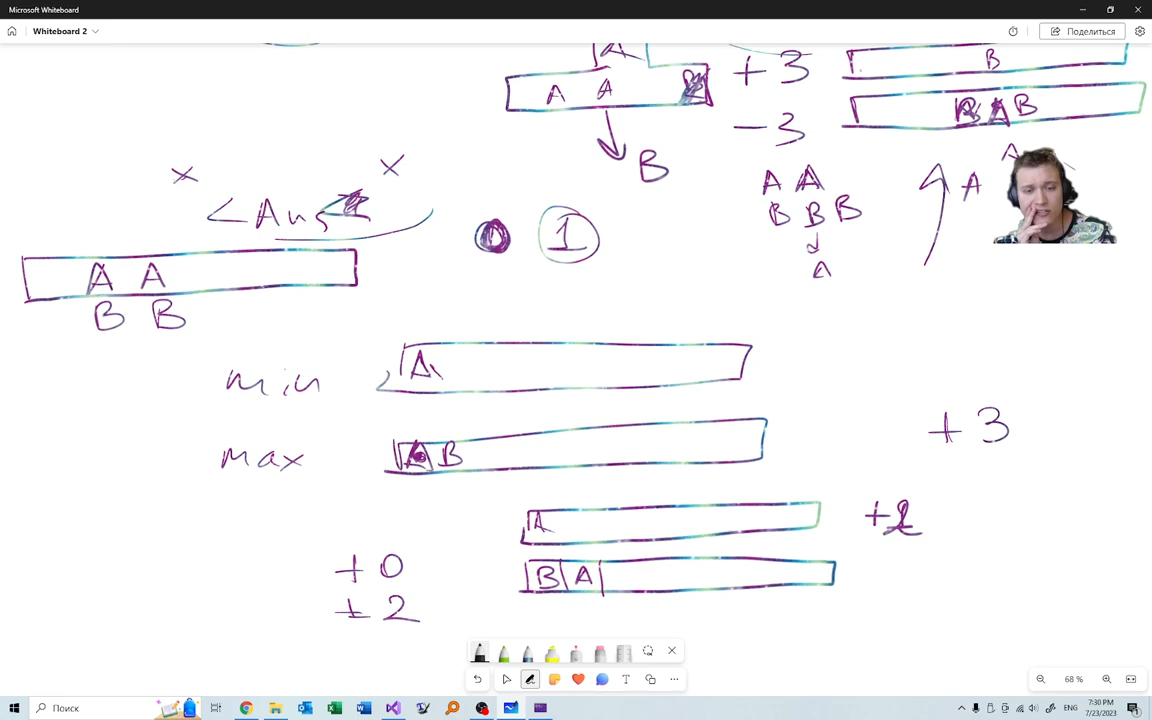 Microsoft Whiteboard
Whiteboard 2
Поделиться
A
A A
+ 3
- 3
B
B
B A B
A A
B B B
A
A
A
x x
< Ans
1
A A
B B
min
A
max
A B
+ 3
A
+ 2
B A
+ 0
+ 2
68 %
Поиск
ENG
7:30 PM
7/23/2023